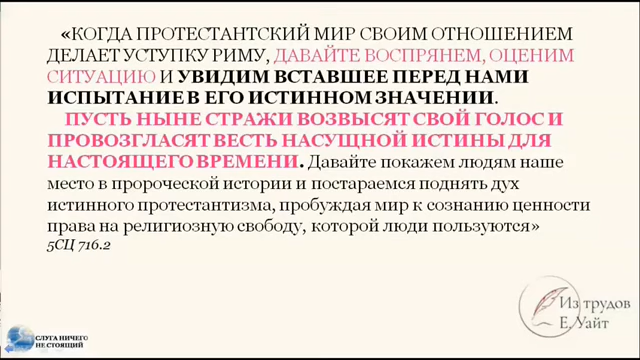 «КОГДА ПРОТЕСТАНТСКИЙ МИР СВОИМ ОТНОШЕНИЕМ
ДЕЛАЕТ УСТУПКУ РИМУ, ДАВАЙТЕ ВОСПРЯНЕМ, ОЦЕНИМ
СИТУАЦИЮ И УВИДИМ ВСТАВШЕЕ ПЕРЕД НАМИ
ИСПЫТАНИЕ В ЕГО ИСТИННОМ ЗНАЧЕНИИ.
ПУСТЬ НЫНЕ СТРАЖИ ВОЗВЫСЯТ СВОЙ ГОЛОС И
ПРОВОЗГЛАСЯТ ВЕСТЬ НАСУЩНОЙ ИСТИНЫ ДЛЯ
НАСТОЯЩЕГО ВРЕМЕНИ. Давайте покажем людям наше
место в пророческой истории и постараемся поднять дух
истинного протестантизма, пробуждая мир к сознанию ценности
права на религиозную свободу, которой люди пользуются»
5СЦ 716.2
Из трудов
Е. Уайт
СЛУГА НИЧЕГО
НЕ СТОЯЩИЙ